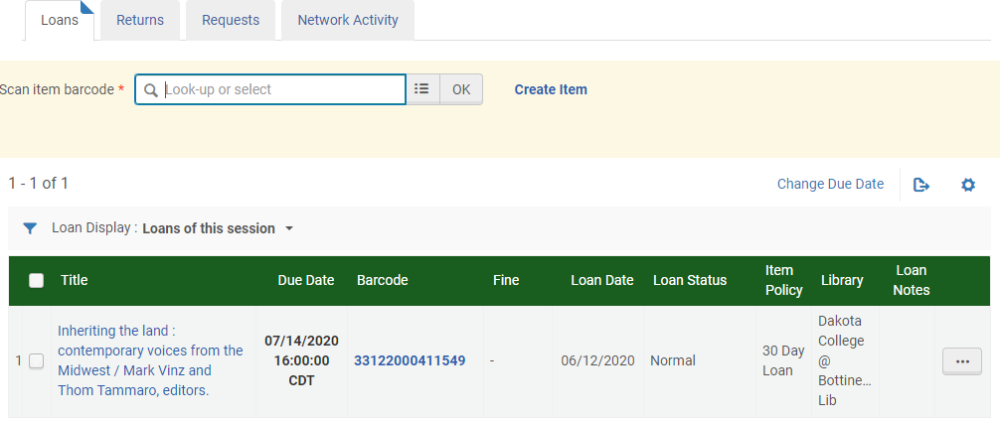 Loans
Returns
Requests
Network Activity
Scan item barcode *
Look-up or select
OK
Create Item
1 - 1 of 1
Change Due Date
Loan Display : Loans of this session
Title
Due Date
Barcode
Fine
Loan Date
Loan Status
Item
Policy
Library
Loan
Notes
1
Inheriting the land :
contemporary voices from the
Midwest / Mark Vinz and
Thom Tammaro, editors.
07/14/2020
16:00:00
CDT
33122000411549
-
06/12/2020
Normal
30 Day
Loan
Dakota
College
@
Bottine...
Lib